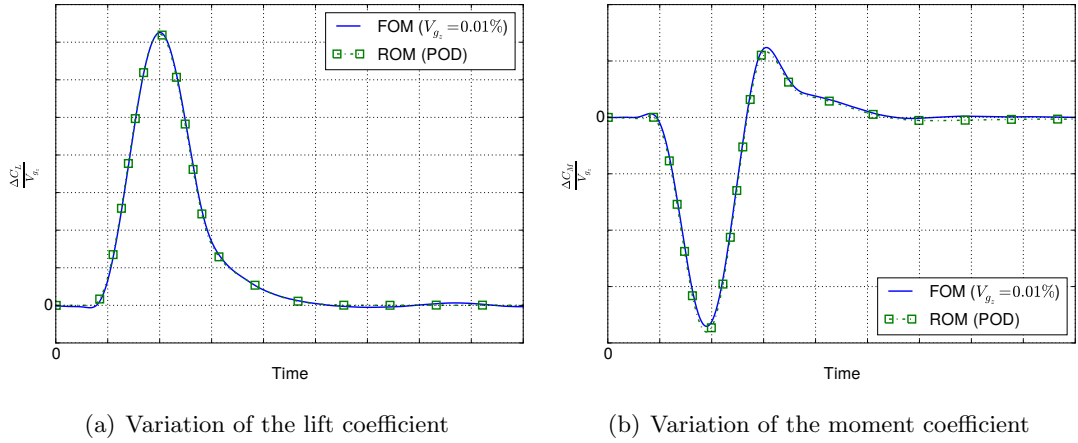 FOM (V_{g_z}=0.01%)
ROM (POD)
ΔC_L
V_{g_z}
0
0
Time
(a) Variation of the lift coefficient
0
ΔC_M
V_{g_z}
FOM (V_{g_z}=0.01%)
ROM (POD)
0
Time
(b) Variation of the moment coefficient